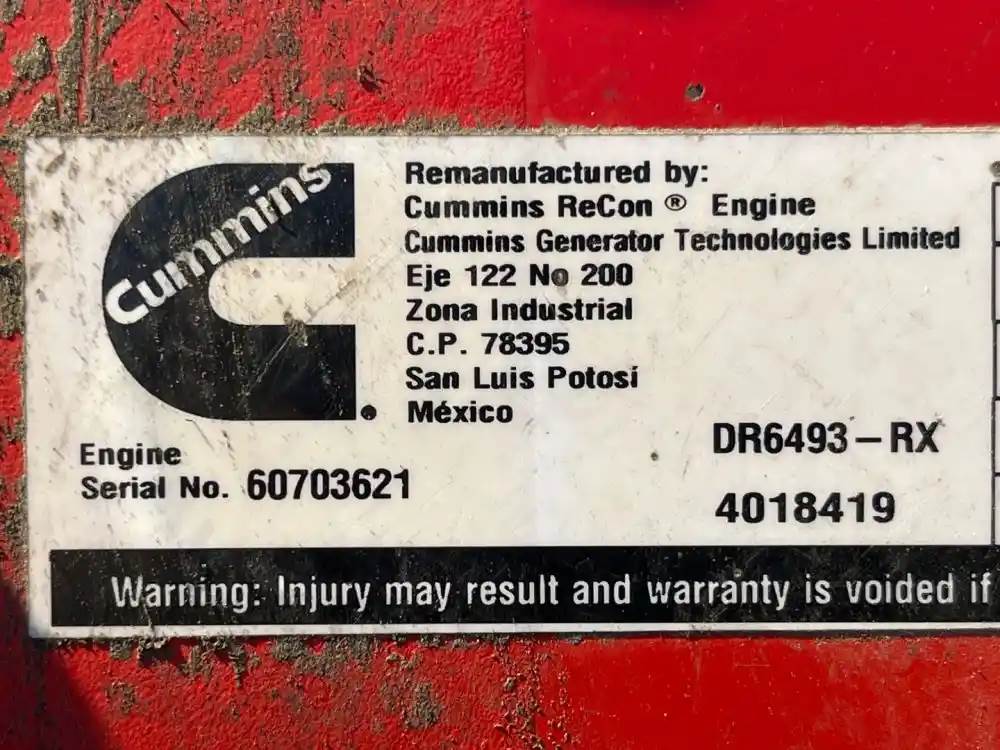 Cummins
Remanufactured by:
Cummins ReCon ® Engine
Cummins Generator Technologies Limited
Eje 122 No 200
Zona Industrial
C.P. 78395
San Luis Potosí
México
DR6493-RX
Engine
Serial No. 60703621
4018419
Warning: Injury may result and warranty is voided if